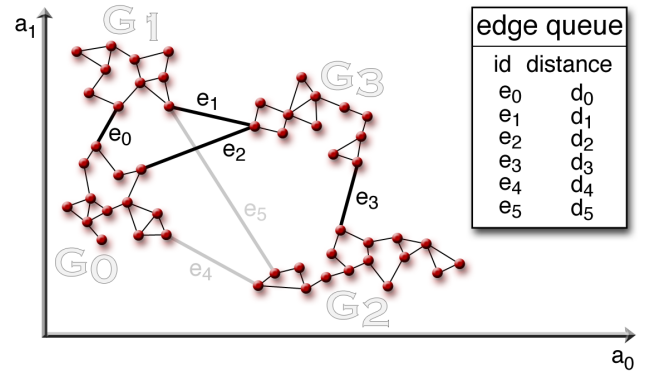 a1
G1
G3
e1
e0
e2
e3
e5
G0
e4
G2
a0
edge queue
id distance
e0 d0
e1 d1
e2 d2
e3 d3
e4 d4
e5 d5